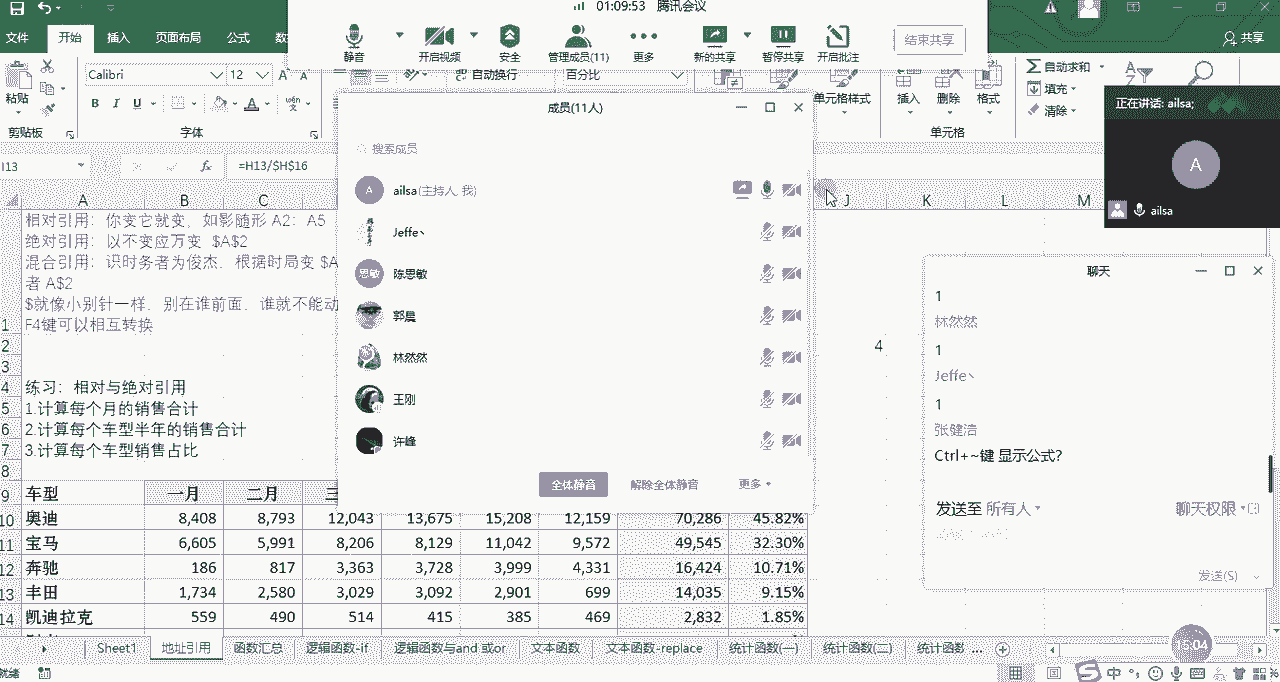 01:09:53 腾讯会议
文件 开始 插入 页面布局 公式 数
静音 开启视频 安全 管理成员(11) 更多 新的共享 暂停共享 开启批注 结束共享
共享
粘贴 Calibri 12 自动换行 百分比 单元格样式 插入 删除 格式 自动求和
B I U A 填充
清除
剪贴板 字体 单元格
正在讲话: ailsa;
A
ailsa
I13 fx =H13/$H$16
A B C J K L M
相对引用：你变它就变，如影随形 A2：A5
绝对引用：以不变应万变 $A$2
混合引用：识时务者为俊杰．根据时局变 $A
者 A$2
$就像小别针一样．别在谁前面．谁就不能动
F4键可以相互转换
1
2 4
3
4 练习：相对与绝对引用
5 1.计算每个月的销售合计
6 2.计算每个车型半年的销售合计
7 3.计算每个车型销售占比
8
9 车型 一月 二月 三
10 奥迪 8,408 8,793 12,043 13,675 15,208 12,159 70,286 45.82%
11 宝马 6,605 5,991 8,206 8,129 11,042 9,572 49,545 32.30%
12 奔驰 186 817 3,363 3,728 3,999 4,331 16,424 10.71%
13 丰田 1,734 2,580 3,029 3,092 2,901 699 14,035 9.15%
14 凯迪拉克 559 490 514 415 385 469 2,832 1.85%
成员(11人)
搜索成员
A ailsa(主持人, 我)
Jeffe丶
思敏 陈思敏
郭晨
林然然
王刚
许峰
全体静音 解除全体静音 更多
聊天
1
林然然
1
Jeffe丶
1
张健洁
Ctrl+~键 显示公式?
发送至 所有人 聊天权限
发送(S)
Sheet1 地址引用 函数汇总 逻辑函数-if 逻辑函数与and 或or 文本函数 文本函数-replace 统计函数(一) 统计函数(二) 统计函数 ...
15:04
就绪
中